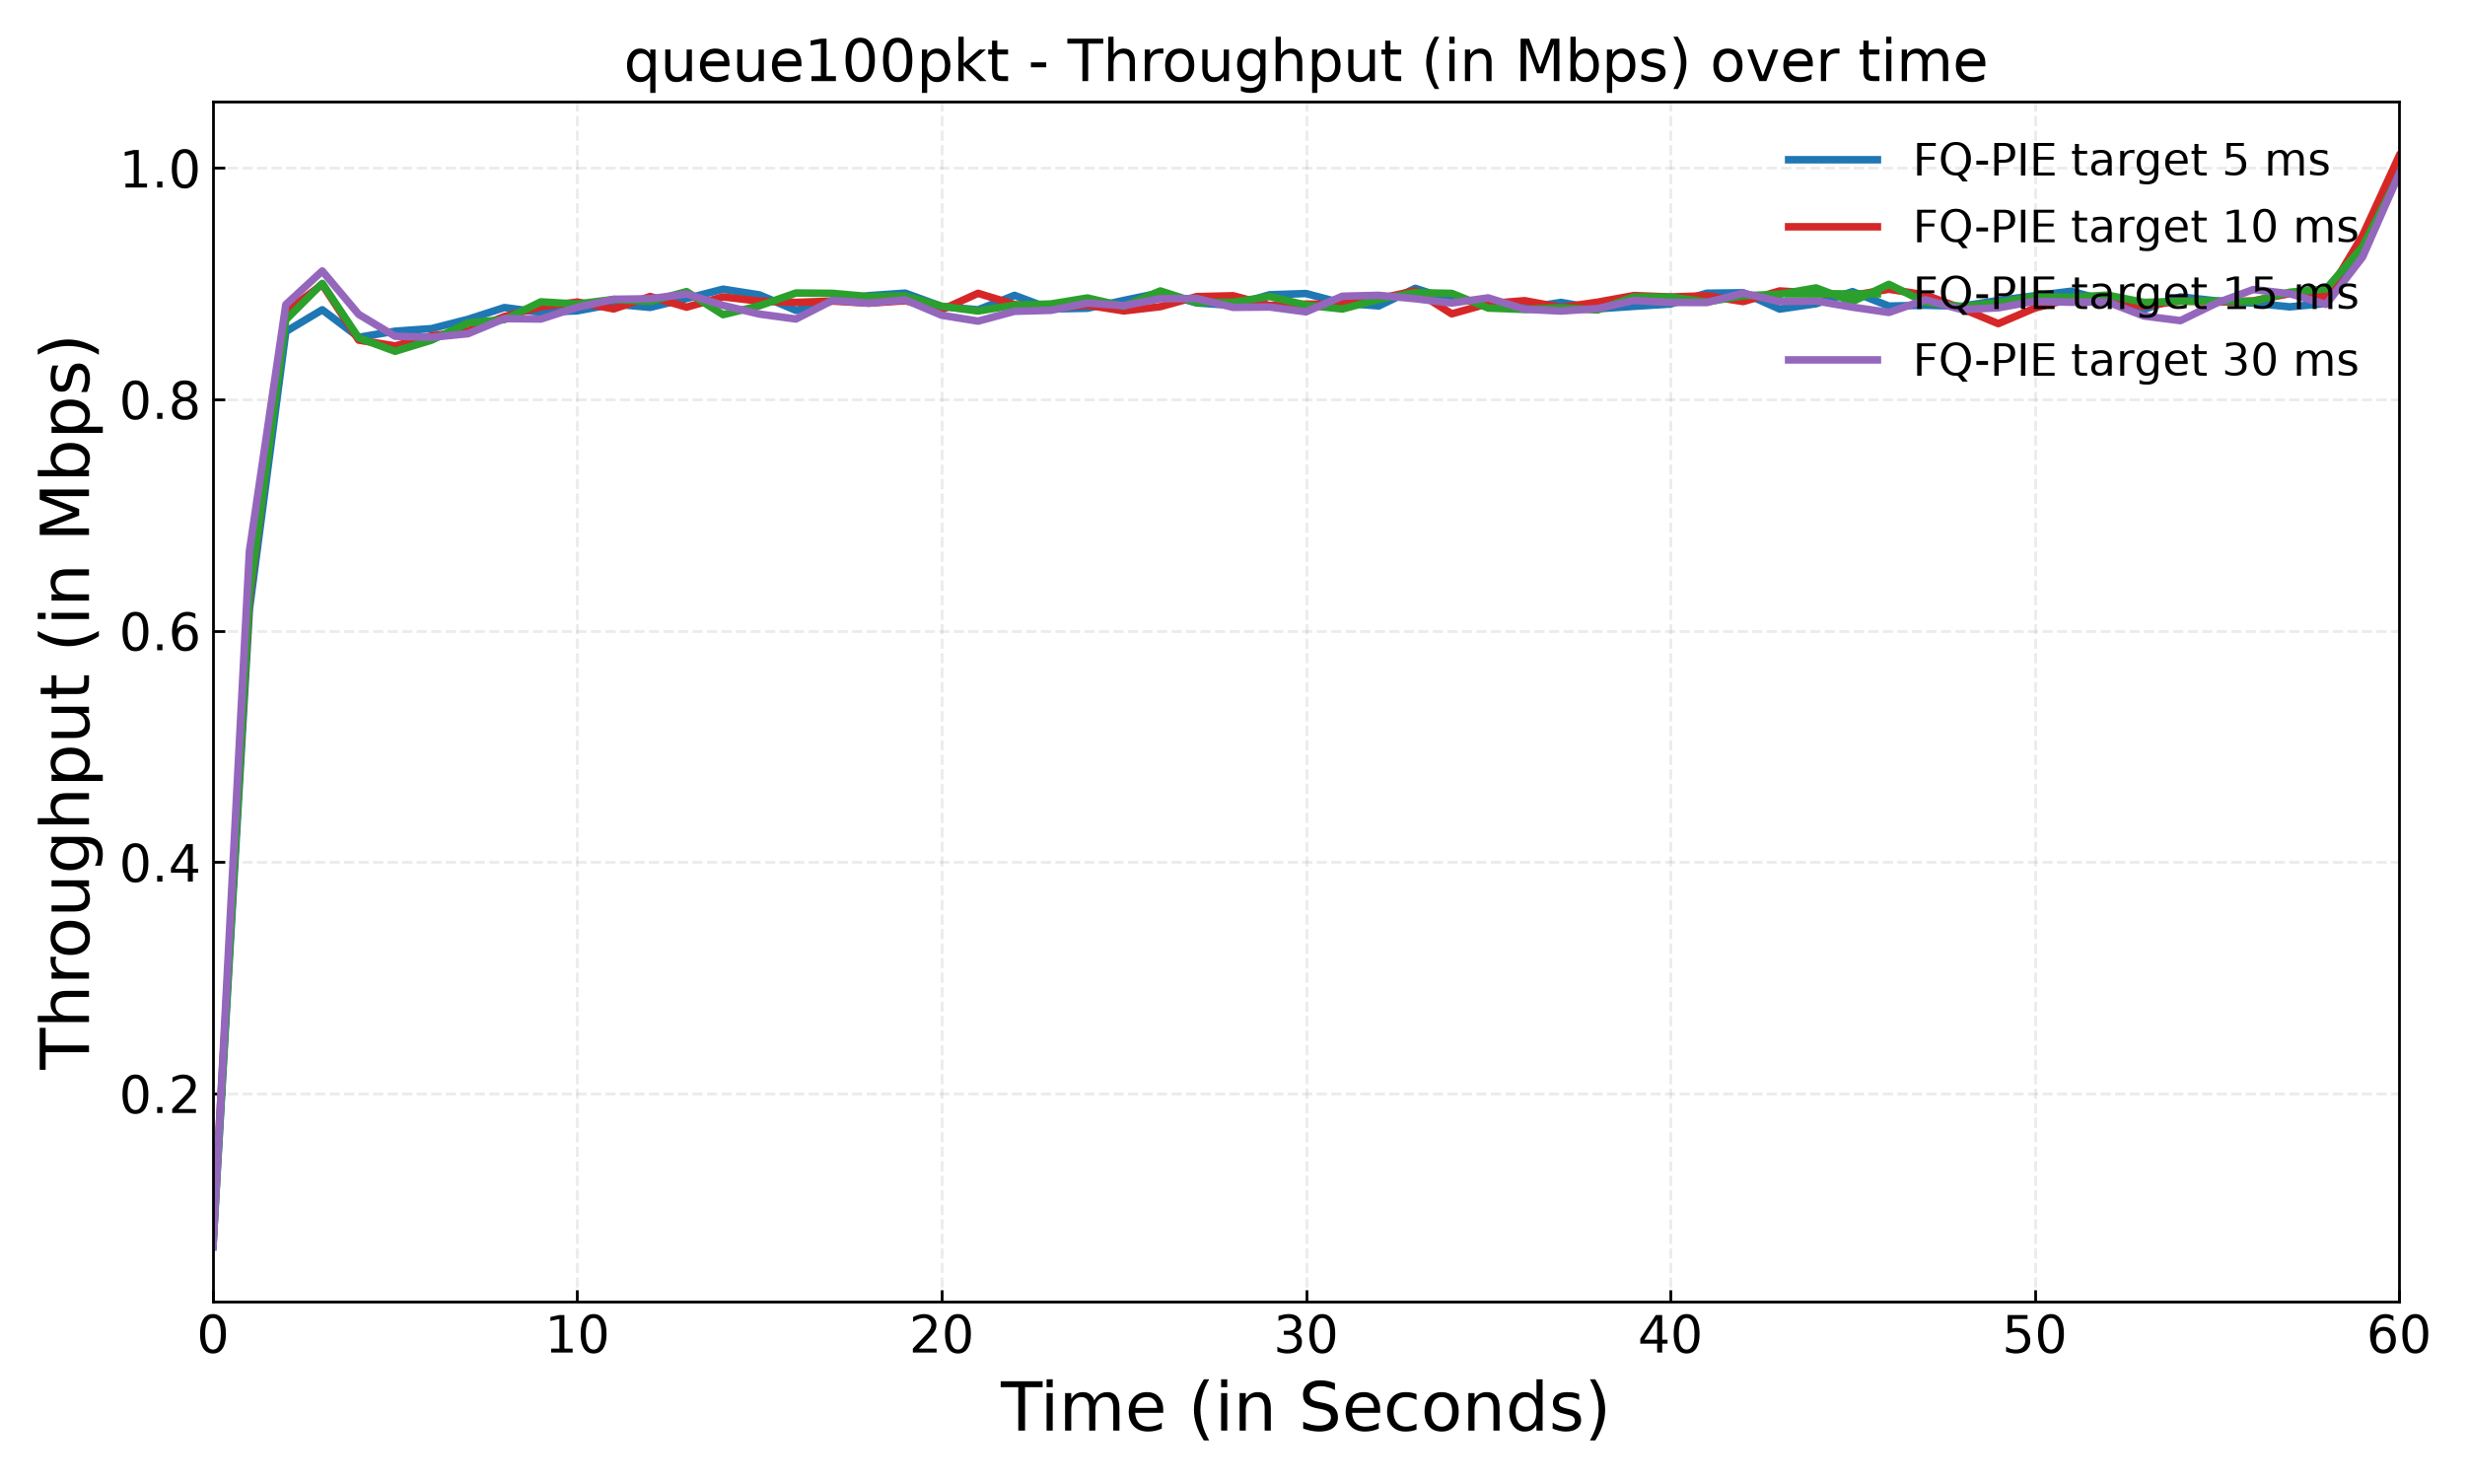 queue100pkt - Throughput (in Mbps) over time
Throughput (in Mbps)
1.0
0.8
0.6
0.4
0.2
FQ-PIE target 5 ms
FQ-PIE target 10 ms
FQ-PIE target 15 ms
FQ-PIE target 30 ms
0 10 20 30 40 50 60
Time (in Seconds)